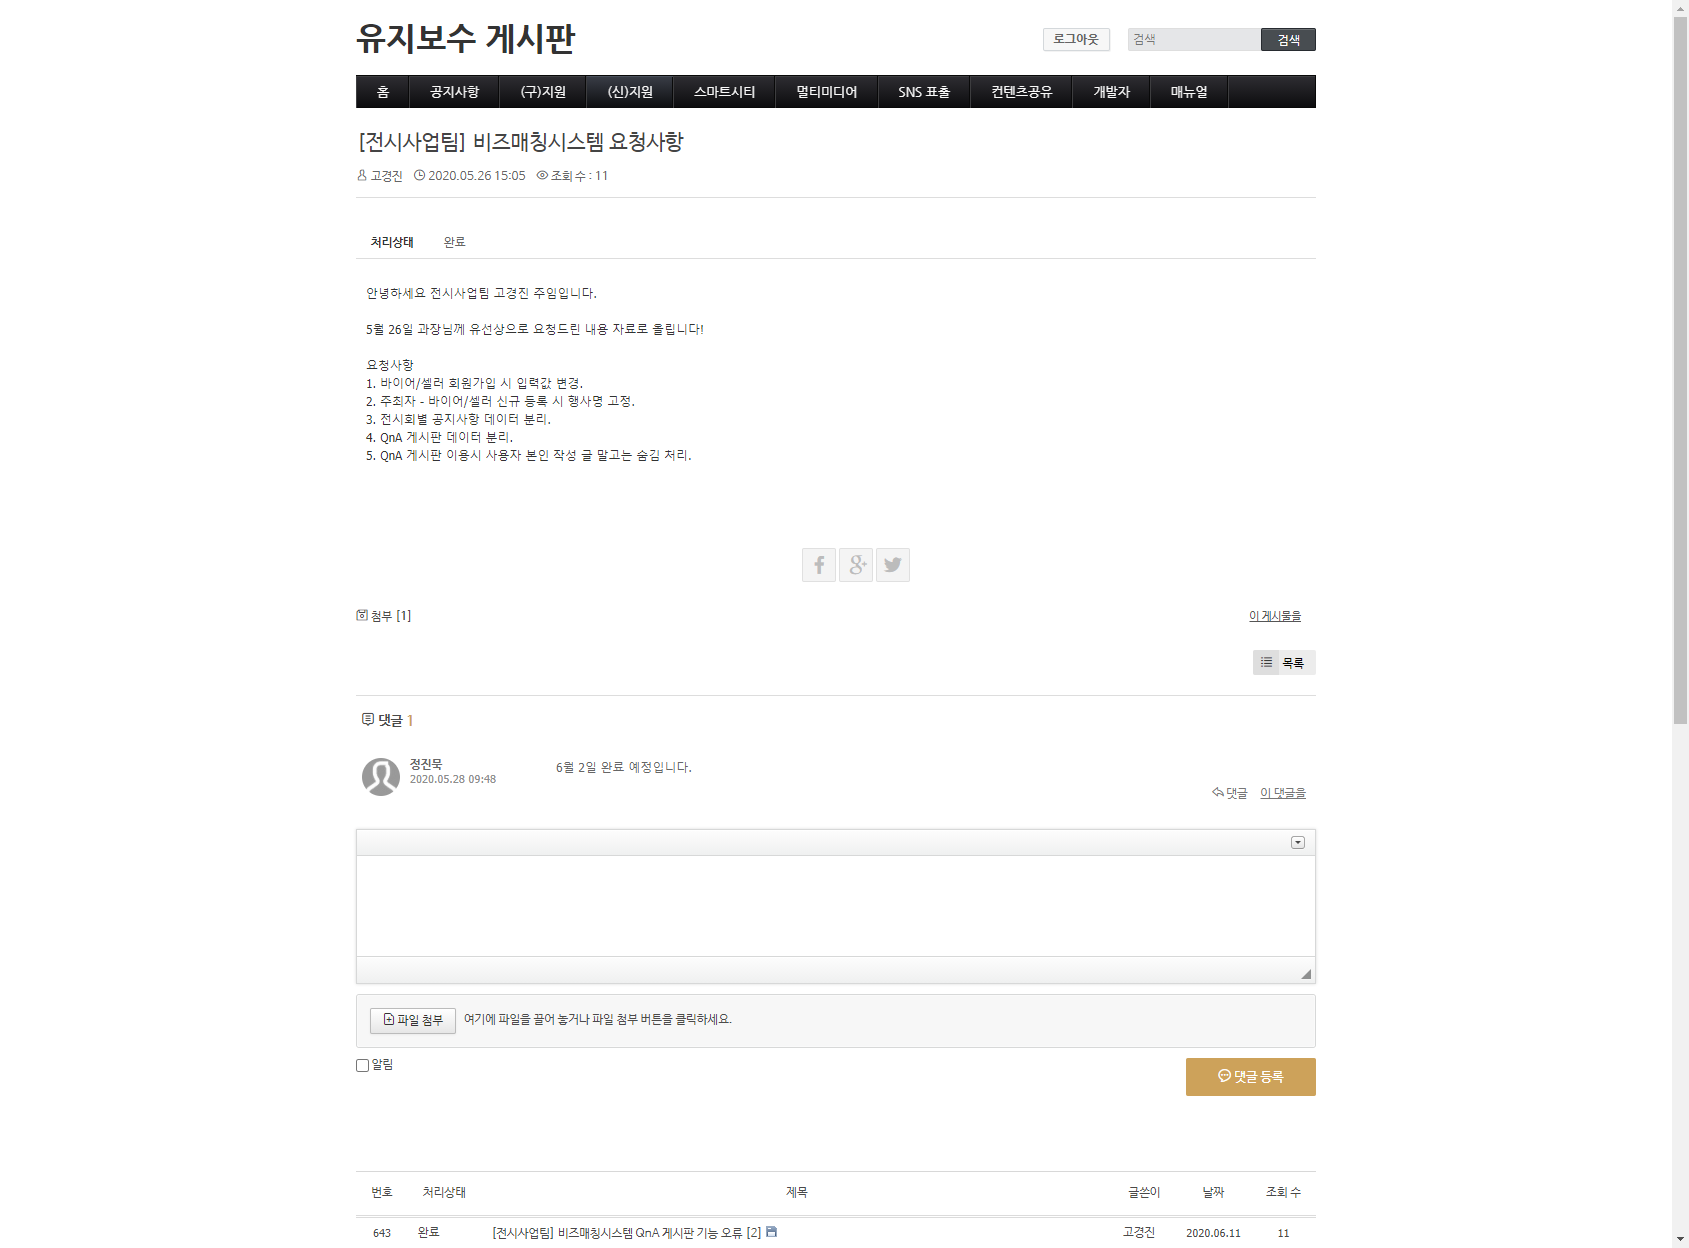 유지보수 게시판
로그아웃
검색
검색
홈 공지사항 (구)지원 (신)지원 스마트시티 멀티미디어 SNS 표출 컨텐츠공유 개발자 매뉴얼
[전시사업팀] 비즈매칭시스템 요청사항
고경진 2020.05.26 15:05 조회 수 : 11
처리상태 완료
안녕하세요 전시사업팀 고경진 주임입니다.
5월 26일 과장님께 유선상으로 요청드린 내용 자료로 올립니다!
요청사항
1. 바이어/셀러 회원가입 시 입력값 변경.
2. 주최자 - 바이어/셀러 신규 등록 시 행사명 고정.
3. 전시회별 공지사항 데이터 분리.
4. QnA 게시판 데이터 분리.
5. QnA 게시판 이용시 사용자 본인 작성 글 말고는 숨김 처리.
첨부 [1]
이 게시물을
목록
댓글 1
정진묵
2020.05.28 09:48
6월 2일 완료 예정입니다.
댓글 이 댓글을
파일 첨부 여기에 파일을 끌어 놓거나 파일 첨부 버튼을 클릭하세요.
알림
댓글 등록
번호 처리상태 제목 글쓴이 날짜 조회 수
643 완료 [전시사업팀] 비즈매칭시스템 QnA 게시판 기능 오류 [2] 고경진 2020.06.11 11